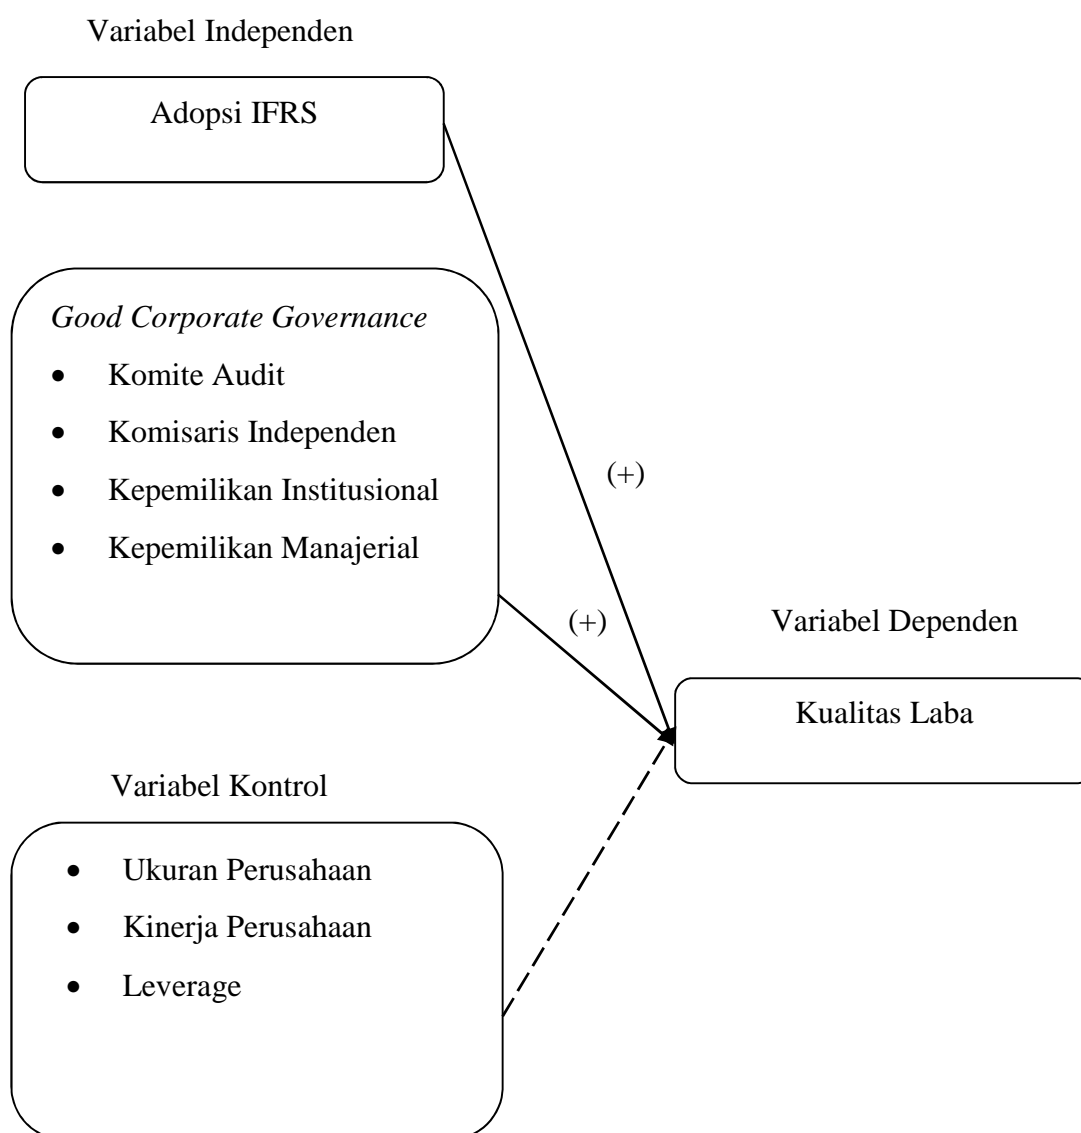 Variabel Independen
Adopsi IFRS
Good Corporate Governance
• Komite Audit
• Komisaris Independen
• Kepemilikan Institusional
• Kepemilikan Manajerial
(+)
(+)
Variabel Dependen
Kualitas Laba
Variabel Kontrol
• Ukuran Perusahaan
• Kinerja Perusahaan
• Leverage